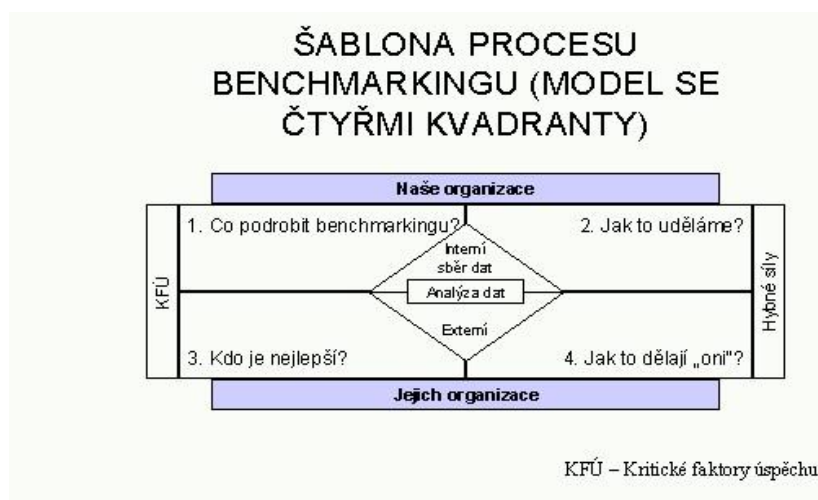 ŠABLONA PROCESU
BENCHMARKINGU (MODEL SE
ČTYŘMI KVADRANTY)
Naše organizace
1. Co podrobit benchmarkingu?
2. Jak to uděláme?
Interní
sběr dat
KFÚ
Analýza dat
Hybné síly
Externí
3. Kdo je nejlepší?
4. Jak to dělají „oni"?
Jejich organizace
KFÚ – Kritické faktory úspěchu